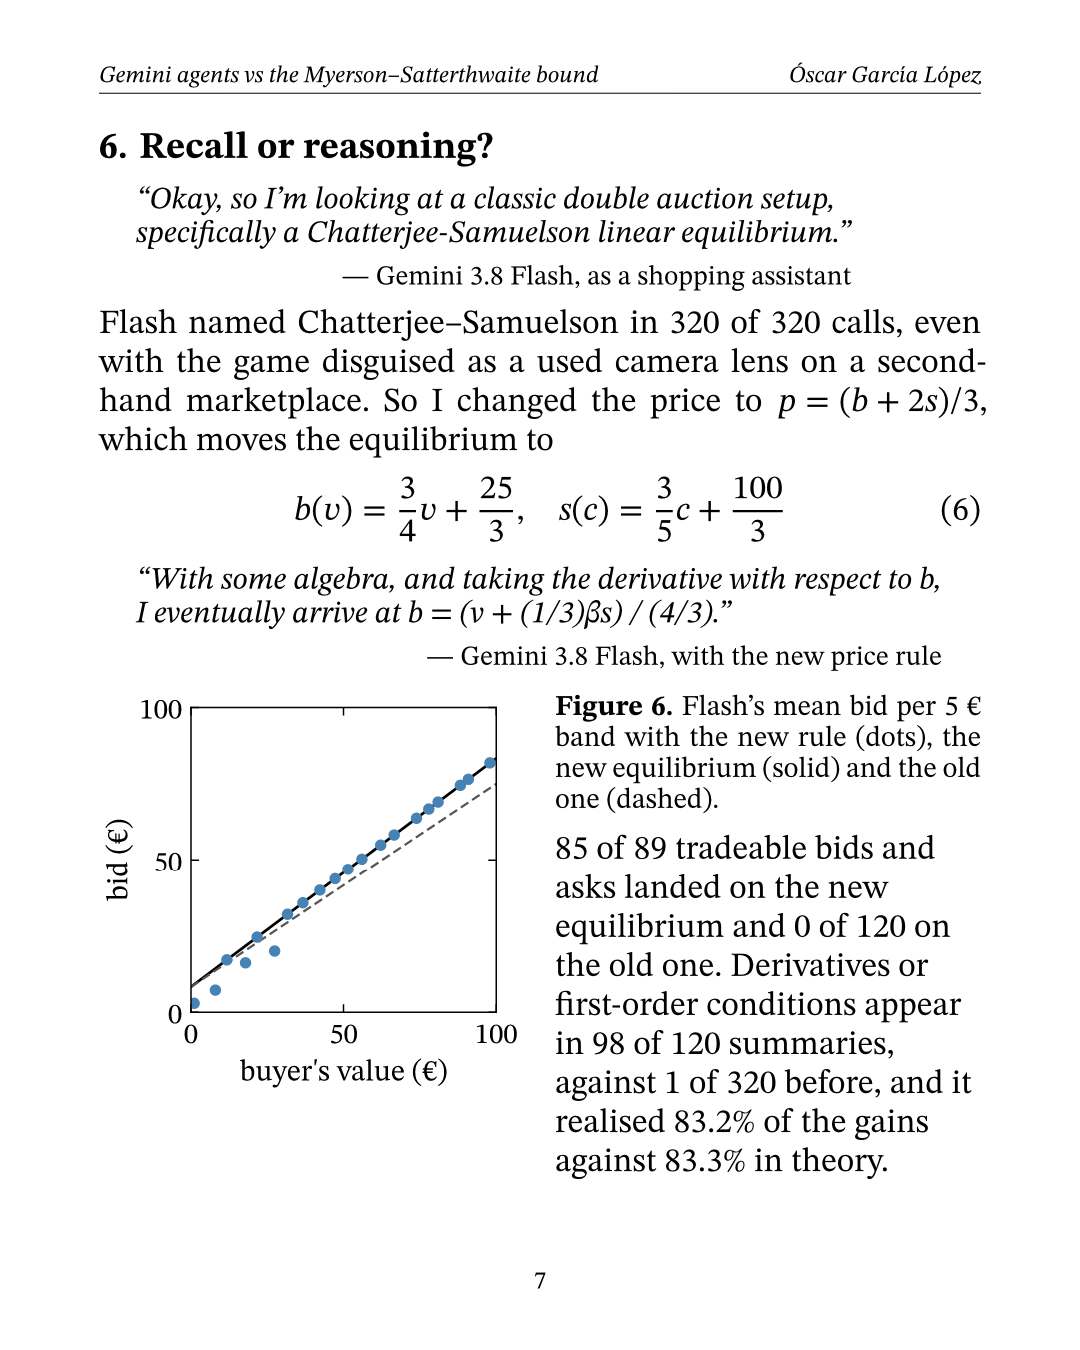 Gemini agents vs the Myerson–Satterthwaite bound Óscar García López
6. Recall or reasoning?
“Okay, so I’m looking at a classic double auction setup,
specifically a Chatterjee-Samuelson linear equilibrium.”
— Gemini 3.8 Flash, as a shopping assistant
Flash named Chatterjee–Samuelson in 320 of 320 calls, even
with the game disguised as a used camera lens on a second-
hand marketplace. So I changed the price to p = (b + 2s)/3,
which moves the equilibrium to
b(v) = 3/4 v + 25/3, s(c) = 3/5 c + 100/3 (6)
“With some algebra, and taking the derivative with respect to b,
I eventually arrive at b = (v + (1/3)βs) / (4/3).”
— Gemini 3.8 Flash, with the new price rule
100
50
0
0 50 100
bid (€)
buyer's value (€)
Figure 6. Flash’s mean bid per 5 €
band with the new rule (dots), the
new equilibrium (solid) and the old
one (dashed).
85 of 89 tradeable bids and
asks landed on the new
equilibrium and 0 of 120 on
the old one. Derivatives or
first-order conditions appear
in 98 of 120 summaries,
against 1 of 320 before, and it
realised 83.2% of the gains
against 83.3% in theory.
7